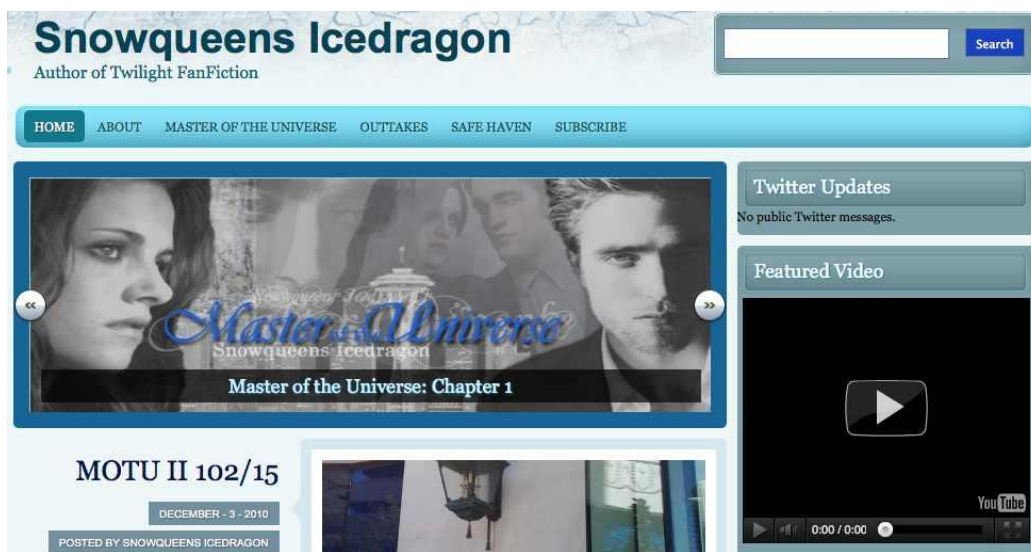 Snowqueens Icedragon
Author of Twilight FanFiction
Search
HOME ABOUT MASTER OF THE UNIVERSE OUTTAKES SAFE HAVEN SUBSCRIBE
Master of the Universe
Snowqueens Icedragon
Master of the Universe: Chapter 1
«
»
Twitter Updates
No public Twitter messages.
Featured Video
YouTube
0:00 / 0:00
MOTU II 102/15
DECEMBER - 3 - 2010
POSTED BY SNOWQUEENS ICEDRAGON